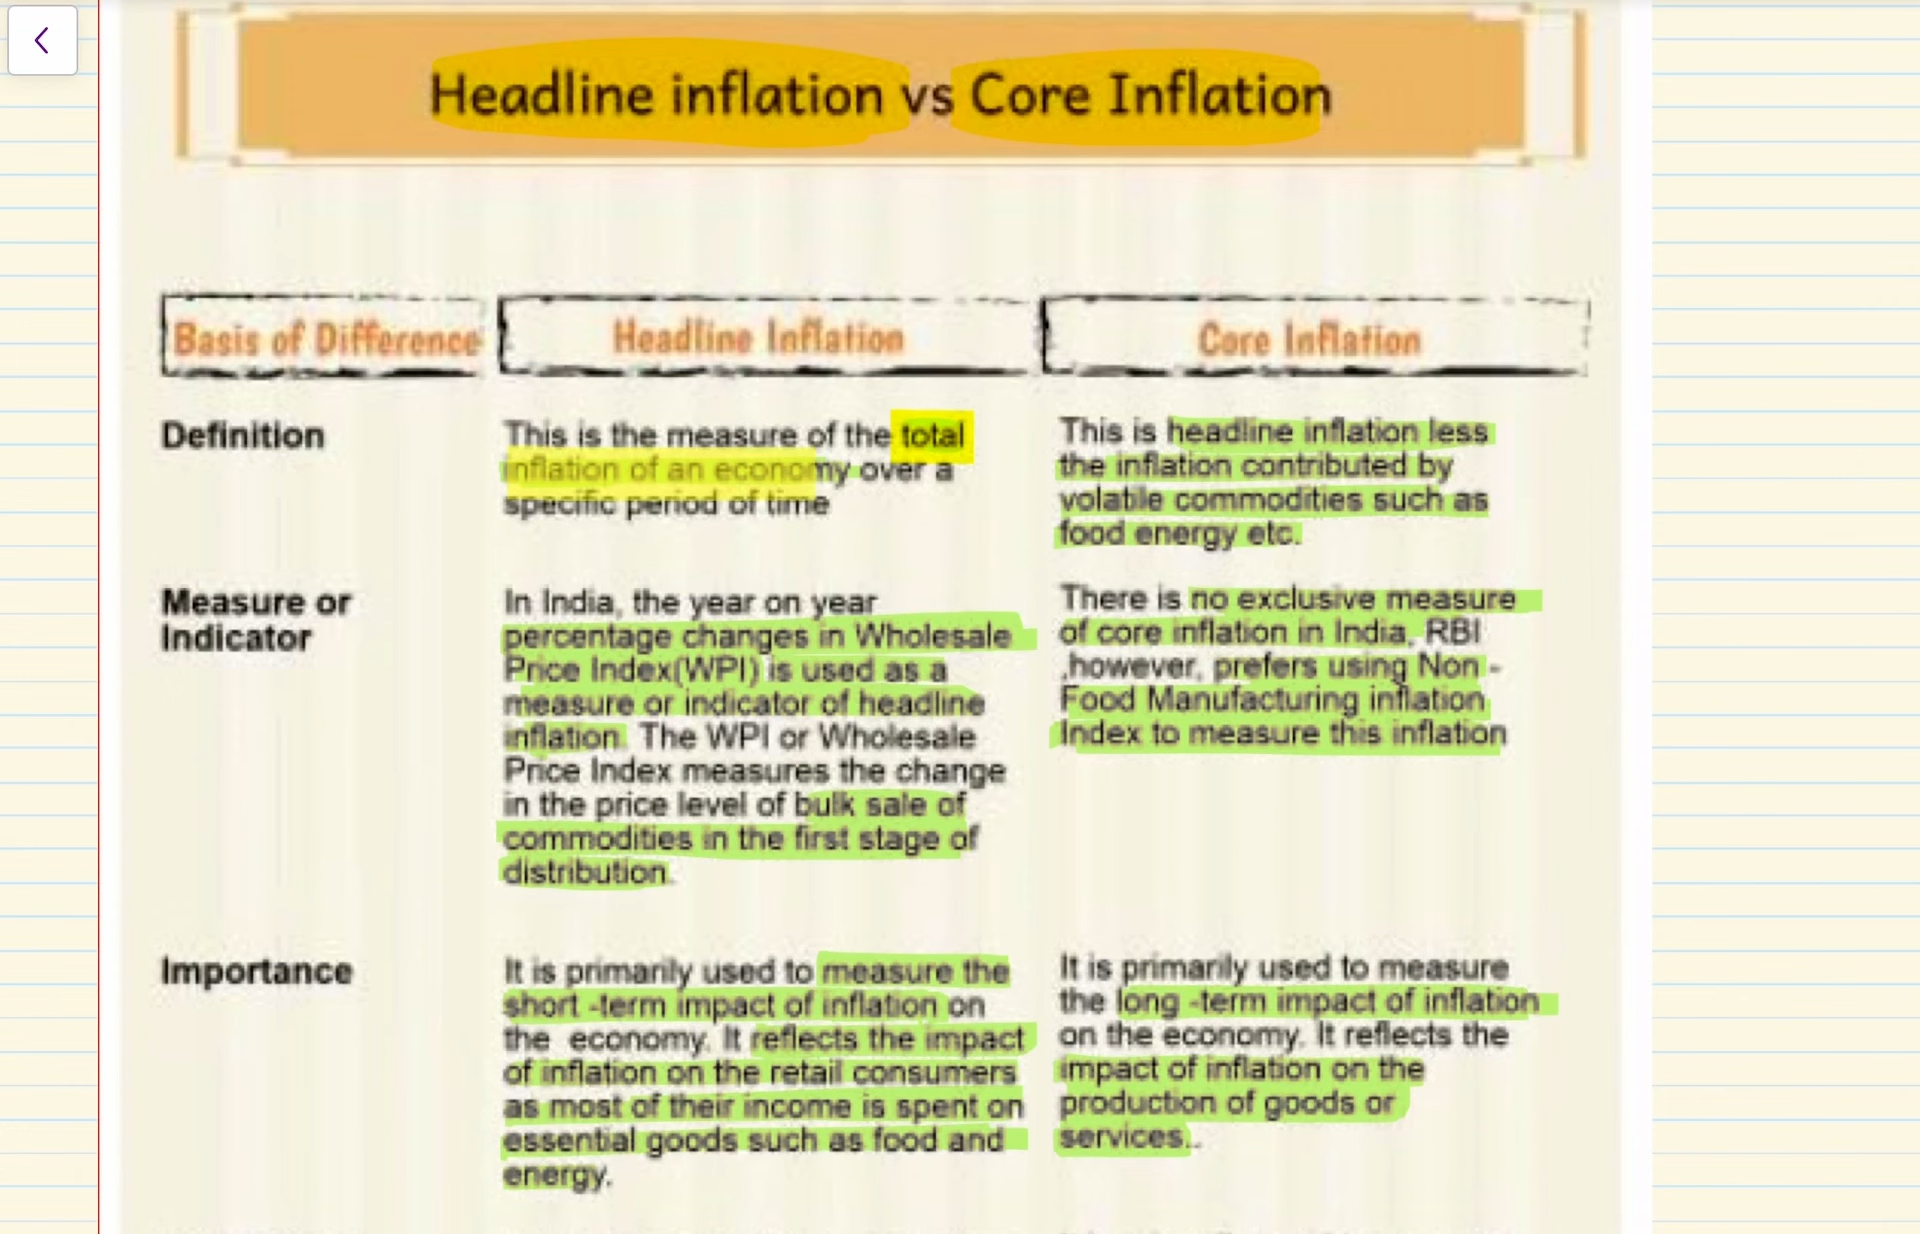 Headline inflation vs Core Inflation
Basis of Difference
Headline Inflation
Core Inflation
Definition
This is the measure of the total
inflation of an economy over a
specific period of time
This is headline inflation less
the inflation contributed by
volatile commodities such as
food energy etc.
Measure or
Indicator
In India, the year on year
percentage changes in Wholesale
Price Index(WPI) is used as a
measure or indicator of headline
inflation. The WPI or Wholesale
Price Index measures the change
in the price level of bulk sale of
commodities in the first stage of
distribution.
There is no exclusive measure
of core inflation in India, RBI
,however, prefers using Non -
Food Manufacturing inflation
Index to measure this inflation
Importance
It is primarily used to measure the
short -term impact of inflation on
the economy. It reflects the impact
of inflation on the retail consumers
as most of their income is spent on
essential goods such as food and
energy.
It is primarily used to measure
the long -term impact of inflation
on the economy. It reflects the
impact of inflation on the
production of goods or
services..